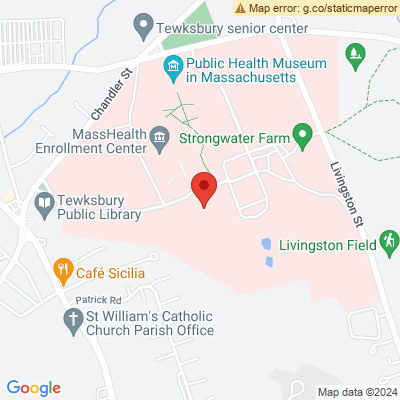 Map error: g.co/staticmaperror
Tewksbury senior center
Chandler St
Public Health Museum
in Massachusetts
MassHealth
Enrollment Center
Strongwater Farm
Livingston St
Tewksbury
Public Library
Livingston Field
Café Sicilia
Patrick Rd
St William's Catholic
Church Parish Office
Google
Map data ©2024